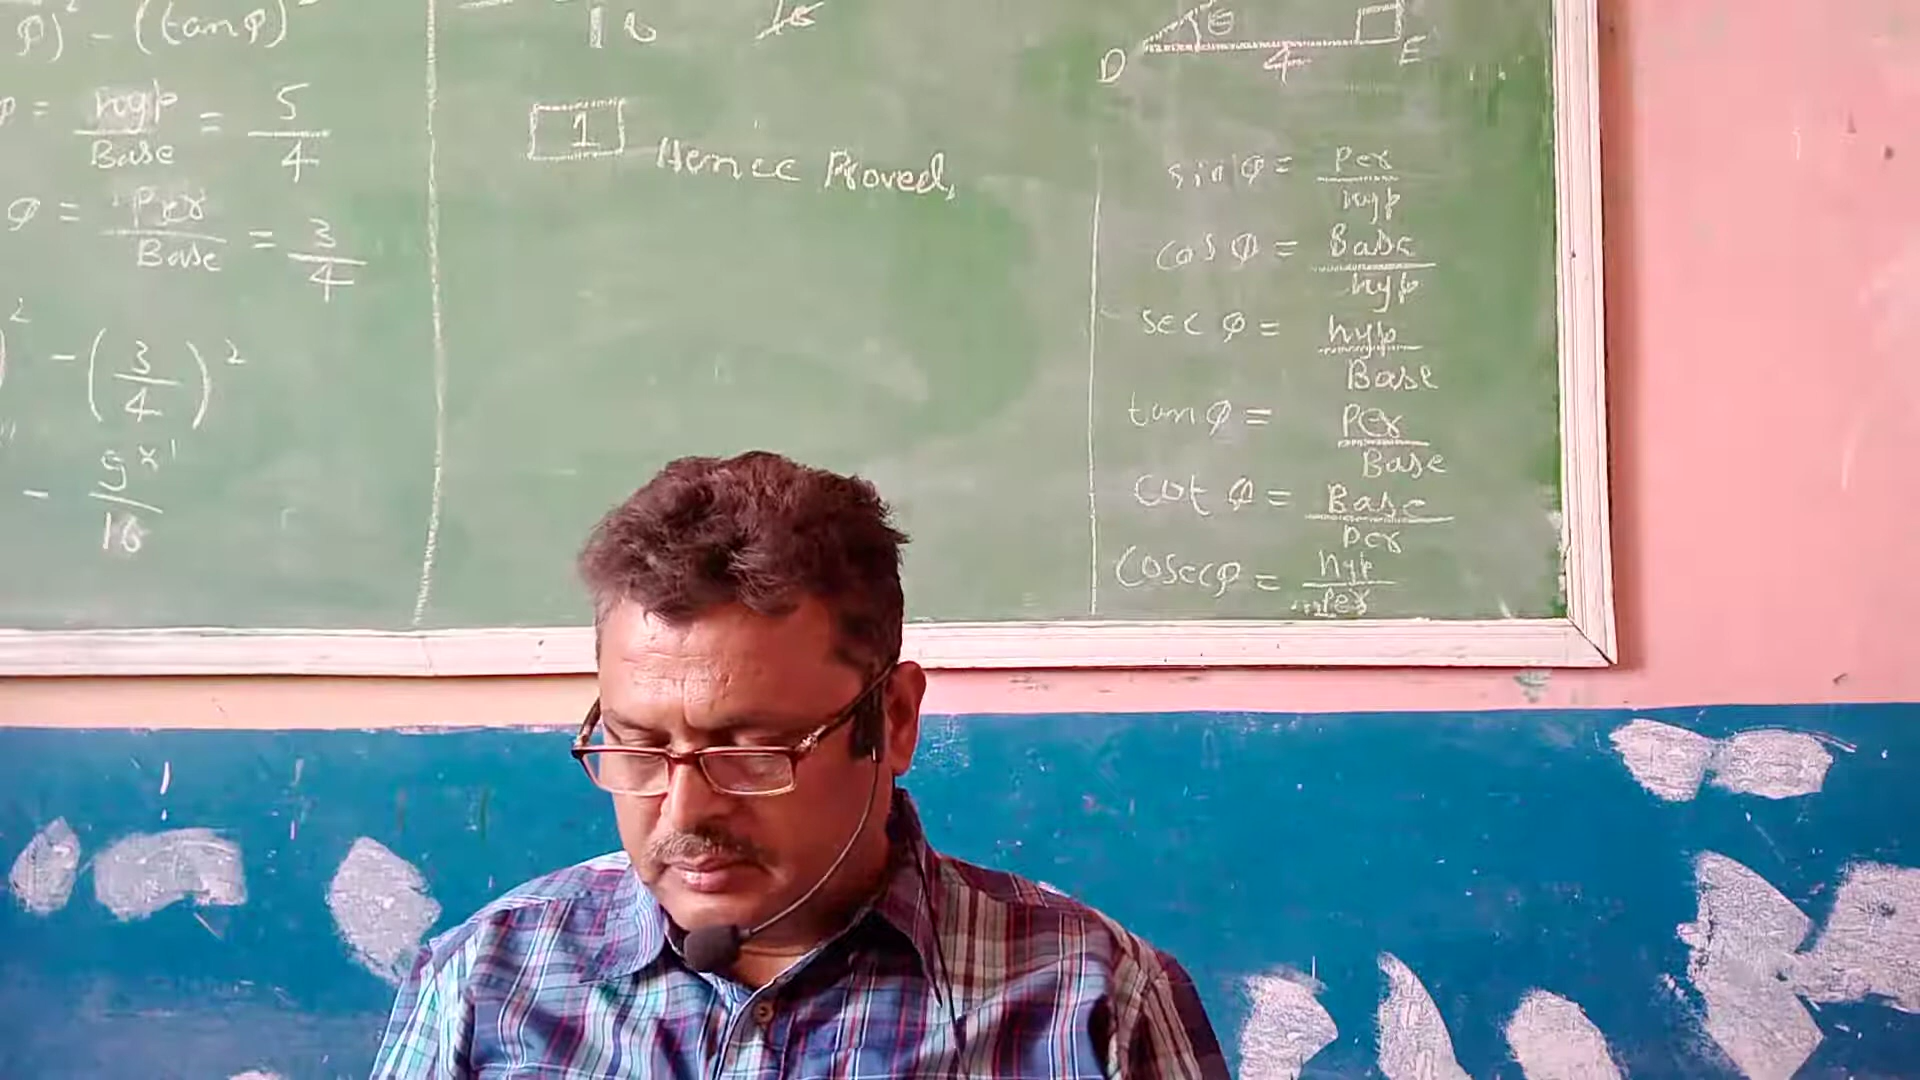 φ)² - (tanφ)²
φ = hyp/Base = 5/4
φ = Per/Base = 3/4
)² - (3/4)²
- 9×1/16
1
Hence Proved,
θ
D 4 E
sinφ = Per/hyp
cosφ = Base/hyp
secφ = hyp/Base
tanφ = Per/Base
cotφ = Base/Per
Cosecφ = hyp/Per